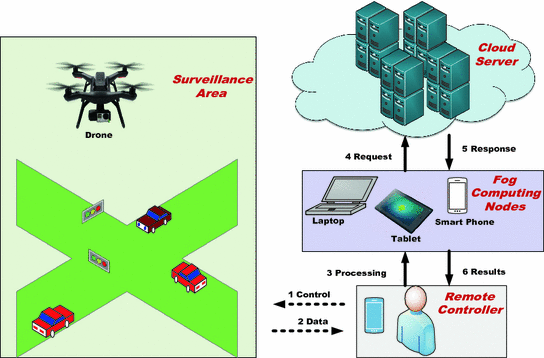 Surveillance
Area
Drone
Cloud
Server
4 Request
5 Response
Fog
Computing
Nodes
Laptop
Tablet
Smart Phone
3 Processing
6 Results
1 Control
2 Data
Remote
Controller